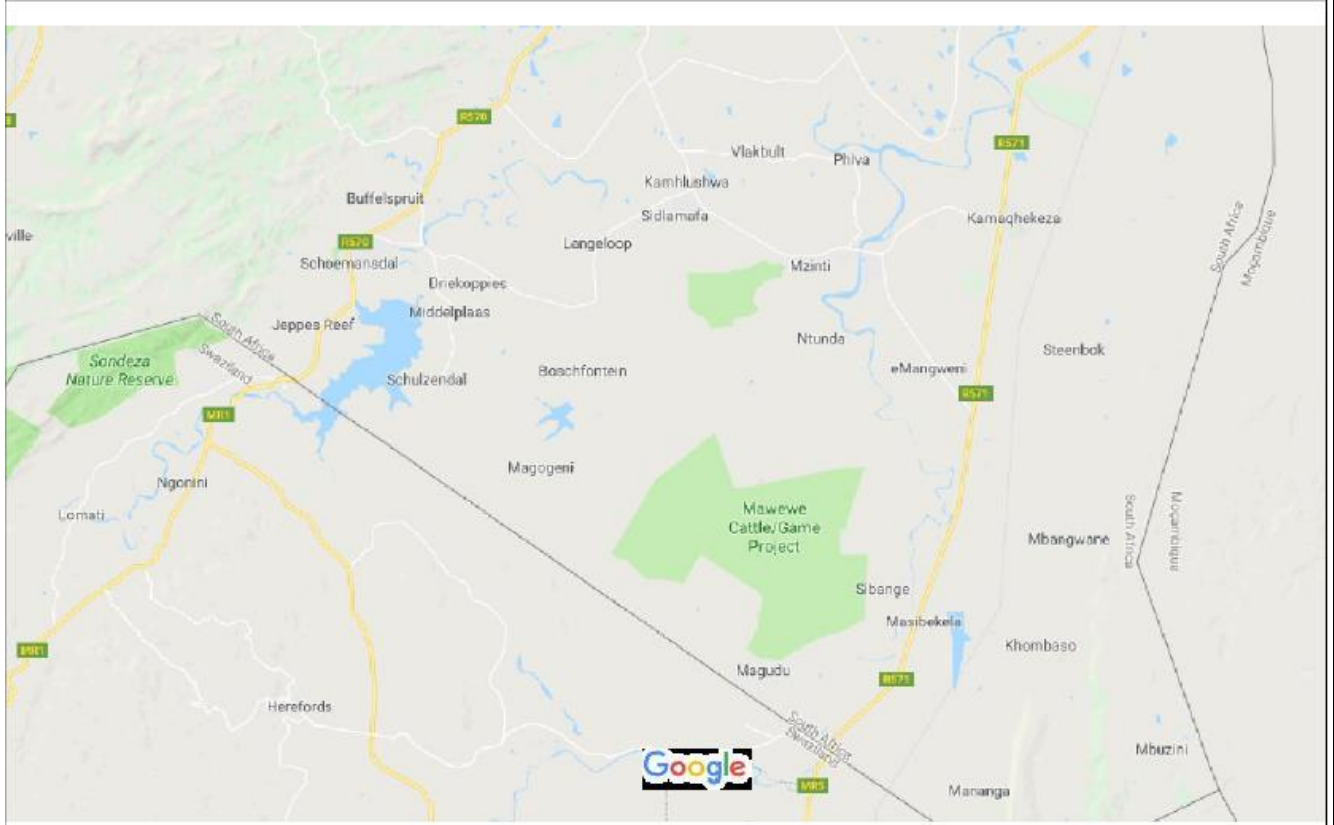 R570
R571
Vlakbult
Phiva
Kamhlushwa
Buffelspruit
Sidlamafa
Kamaqhekeza
ville
R570
Langeloop
Schoemansdal
Mzinti
South Africa
Moçambique
Driekoppies
Middelplaas
Jeppes Reef
South Africa
Swaziland
Ntunda
Steenbok
Sondeza
Nature Reserve
Schulzendal
Boschfontein
eMangweni
R571
MR1
Magogeni
Ngonini
Mawewe
Cattle/Game
Project
South Africa
Moçambique
Lomati
Mbangwane
Sibange
Masibekela
MR1
Khombaso
Magudu
R571
Herefords
South Africa
Swaziland
Mbuzini
Google
MR5
Mananga